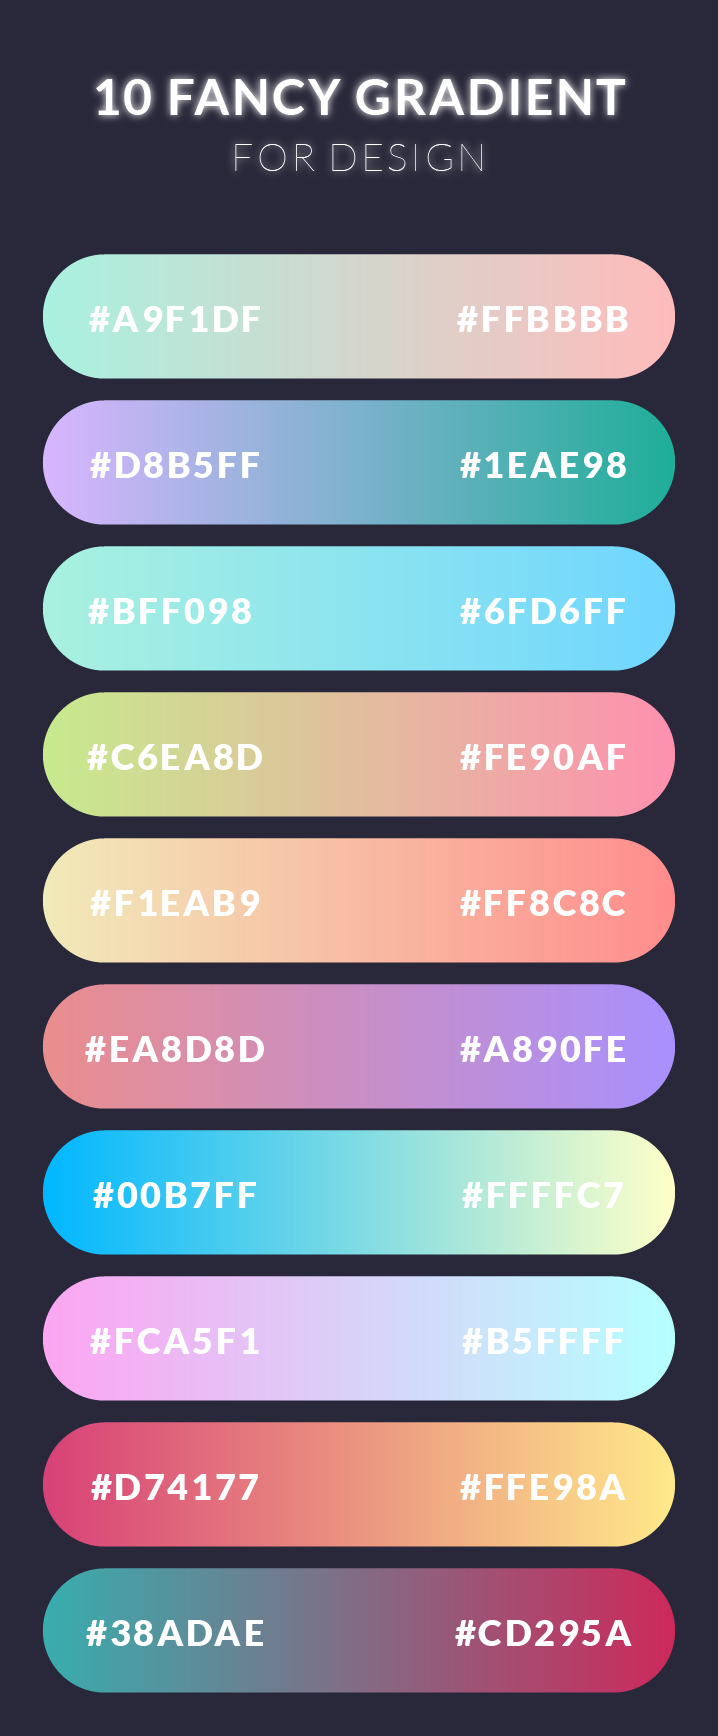 10 FANCY GRADIENT
FOR DESIGN
#A9F1DF #FFBBBB
#D8B5FF #1EAE98
#BFF098 #6FD6FF
#C6EA8D #FE90AF
#F1EAB9 #FF8C8C
#EA8D8D #A890FE
#00B7FF #FFFFC7
#FCA5F1 #B5FFFF
#D74177 #FFE98A
#38ADAE #CD295A